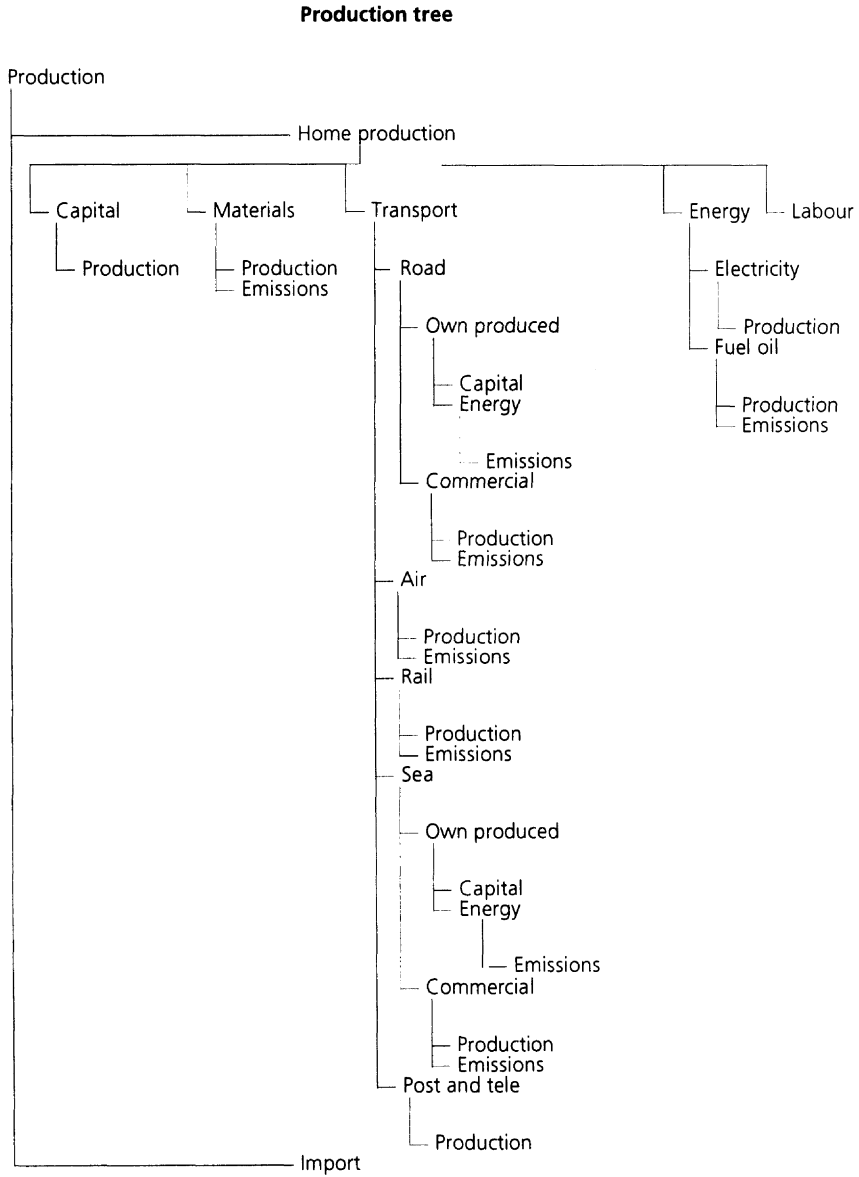 Production tree
Production
Home production
Capital Materials Transport Energy Labour
Production Production Road Electricity
Emissions
Own produced Production
Fuel oil
Capital
Energy Production
Emissions
Emissions
Commercial
Production
Emissions
Air
Production
Emissions
Rail
Production
Emissions
Sea
Own produced
Capital
Energy
Emissions
Commercial
Production
Emissions
Post and tele
Production
Import